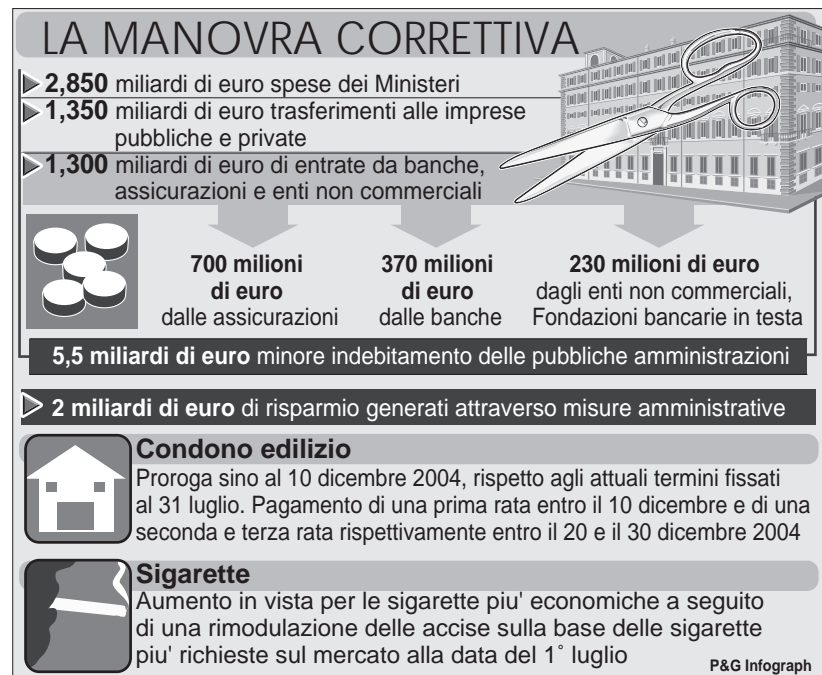 LA MANOVRA CORRETTIVA
2,850 miliardi di euro spese dei Ministeri
1,350 miliardi di euro trasferimenti alle imprese
pubbliche e private
1,300 miliardi di euro di entrate da banche,
assicurazioni e enti non commerciali
700 milioni
di euro
dalle assicurazioni
370 milioni
di euro
dalle banche
230 milioni di euro
dagli enti non commerciali,
Fondazioni bancarie in testa
5,5 miliardi di euro minore indebitamento delle pubbliche amministrazioni
2 miliardi di euro di risparmio generati attraverso misure amministrative
Condono edilizio
Proroga sino al 10 dicembre 2004, rispetto agli attuali termini fissati
al 31 luglio. Pagamento di una prima rata entro il 10 dicembre e di una
seconda e terza rata rispettivamente entro il 20 e il 30 dicembre 2004
Sigarette
Aumento in vista per le sigarette piu' economiche a seguito
di una rimodulazione delle accise sulla base delle sigarette
piu' richieste sul mercato alla data del 1° luglio
P&G Infograph